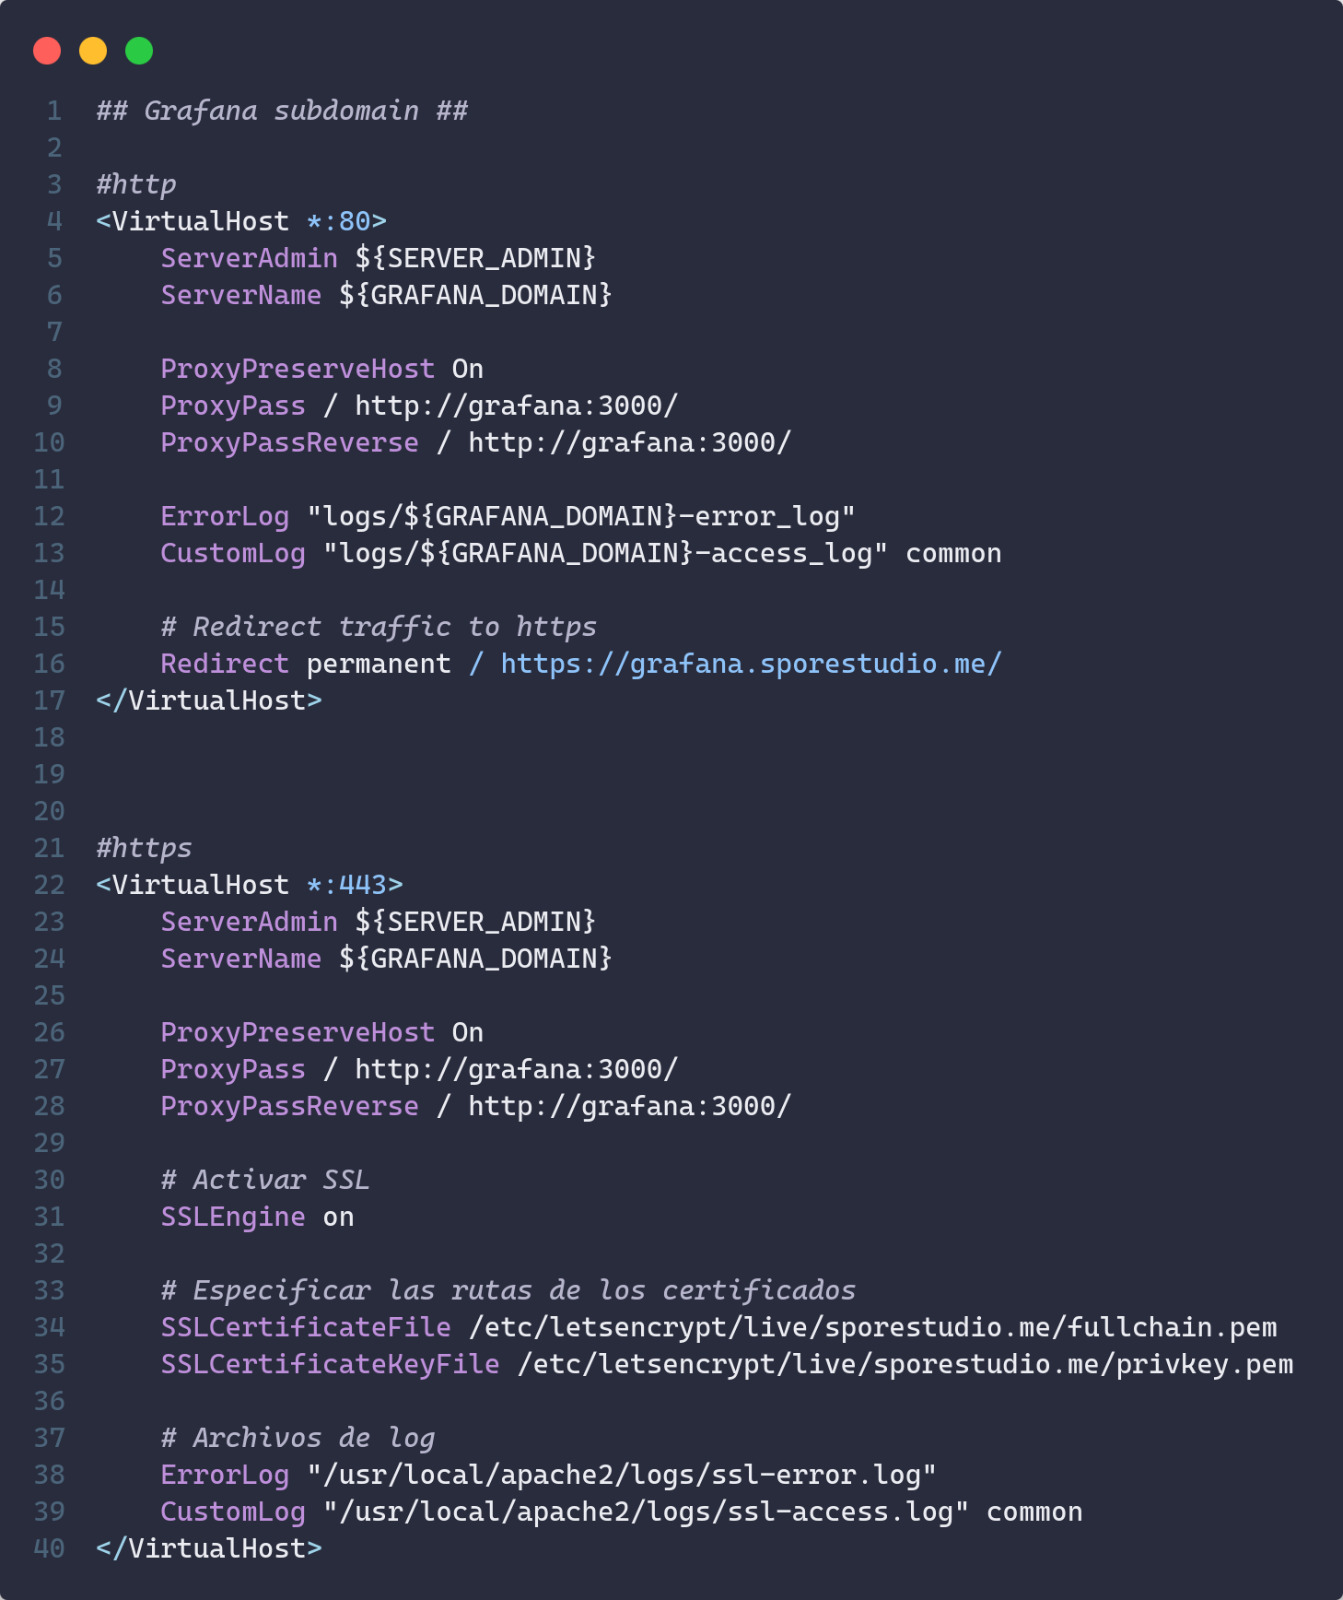 1 ## Grafana subdomain ##
2
3 #http
4 <VirtualHost *:80>
5     ServerAdmin ${SERVER_ADMIN}
6     ServerName ${GRAFANA_DOMAIN}
7
8     ProxyPreserveHost On
9     ProxyPass / http://grafana:3000/
10     ProxyPassReverse / http://grafana:3000/
11
12     ErrorLog "logs/${GRAFANA_DOMAIN}-error_log"
13     CustomLog "logs/${GRAFANA_DOMAIN}-access_log" common
14
15     # Redirect traffic to https
16     Redirect permanent / https://grafana.sporestudio.me/
17 </VirtualHost>
18
19
20
21 #https
22 <VirtualHost *:443>
23     ServerAdmin ${SERVER_ADMIN}
24     ServerName ${GRAFANA_DOMAIN}
25
26     ProxyPreserveHost On
27     ProxyPass / http://grafana:3000/
28     ProxyPassReverse / http://grafana:3000/
29
30     # Activar SSL
31     SSLEngine on
32
33     # Especificar las rutas de los certificados
34     SSLCertificateFile /etc/letsencrypt/live/sporestudio.me/fullchain.pem
35     SSLCertificateKeyFile /etc/letsencrypt/live/sporestudio.me/privkey.pem
36
37     # Archivos de log
38     ErrorLog "/usr/local/apache2/logs/ssl-error.log"
39     CustomLog "/usr/local/apache2/logs/ssl-access.log" common
40 </VirtualHost>